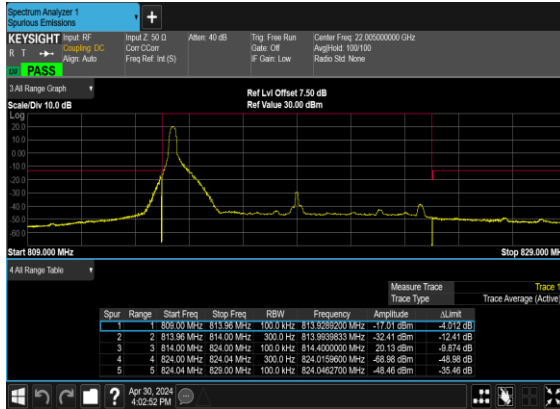 Spectrum Analyzer 1
Spurious Emissions
KEYSIGHT
R T
LXI
PASS
Input: RF
Coupling: DC
Align: Auto
Input Z: 50 Ω
Corr CCorr
Freq Ref: Int (S)
Atten: 40 dB
Trig: Free Run
Gate: Off
IF Gain: Low
Center Freq: 22.005000000 GHz
Avg|Hold: 100/100
Radio Std: None
3 All Range Graph
Scale/Div 10.0 dB
Ref Lvl Offset 7.50 dB
Ref Value 30.00 dBm
Log
20.0
10.0
0.00
-10.0
-20.0
-30.0
-40.0
-50.0
-60.0
Start 809.000 MHz
Stop 829.000 MH
4 All Range Table
Measure Trace Trace 1
Trace Type Trace Average (Active)
Spur Range Start Freq Stop Freq RBW Frequency Amplitude ΔLimit
1 1 809.00 MHz 813.96 MHz 100.0 kHz 813.9289200 MHz -17.01 dBm -4.012 dB
2 2 813.96 MHz 814.00 MHz 300.0 Hz 813.9939833 MHz -32.41 dBm -12.41 dB
3 3 814.00 MHz 824.00 MHz 100.0 kHz 814.4000000 MHz 20.13 dBm -9.874 dB
4 4 824.00 MHz 824.04 MHz 300.0 Hz 824.0159600 MHz -68.98 dBm -48.98 dB
5 5 824.04 MHz 829.00 MHz 100.0 kHz 824.0462700 MHz -48.46 dBm -35.46 dB
?
Apr 30, 2024
4:02:52 PM